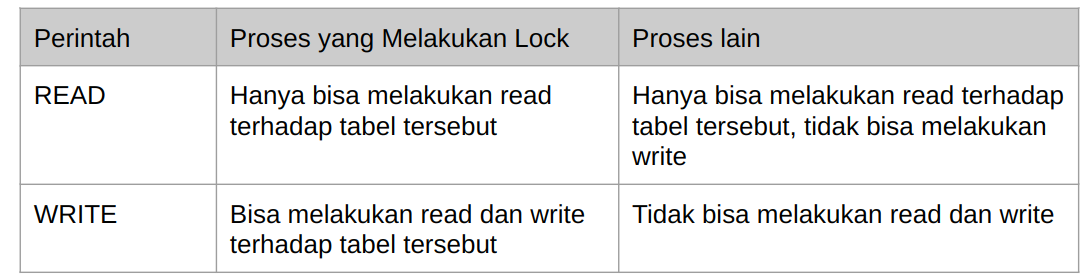 Perintah
Proses yang Melakukan Lock
Proses lain
READ
Hanya bisa melakukan read
terhadap tabel tersebut
Hanya bisa melakukan read terhadap
tabel tersebut, tidak bisa melakukan
write
WRITE
Bisa melakukan read dan write
terhadap tabel tersebut
Tidak bisa melakukan read dan write